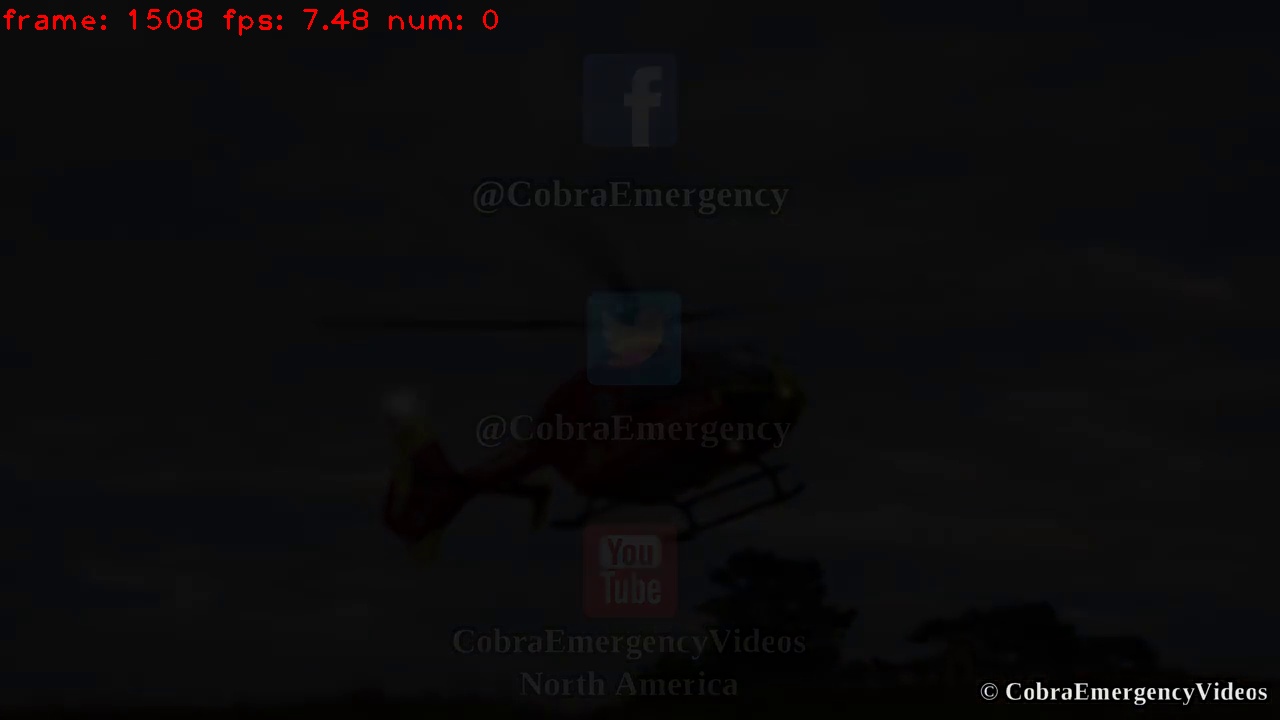 frame: 1508 fps: 7.48 num: 0
f
@CobraEmergency
@CobraEmergency
You
Tube
CobraEmergencyVideos
North America
© CobraEmergencyVideos